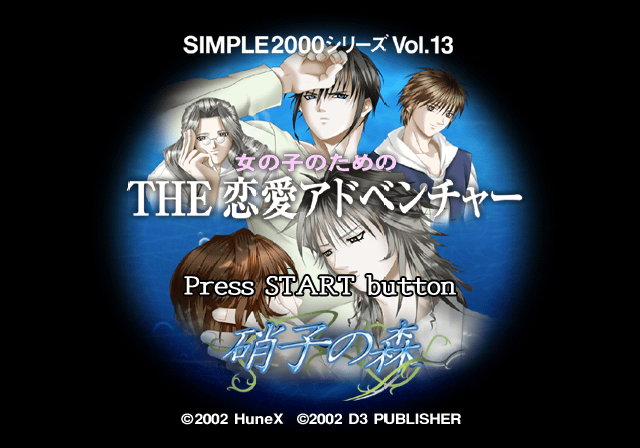 SIMPLE2000シリーズ Vol.13
女の子のための
THE 恋愛アドベンチャー
Press START button
硝子の森
©2002 HuneX ©2002 D3 PUBLISHER